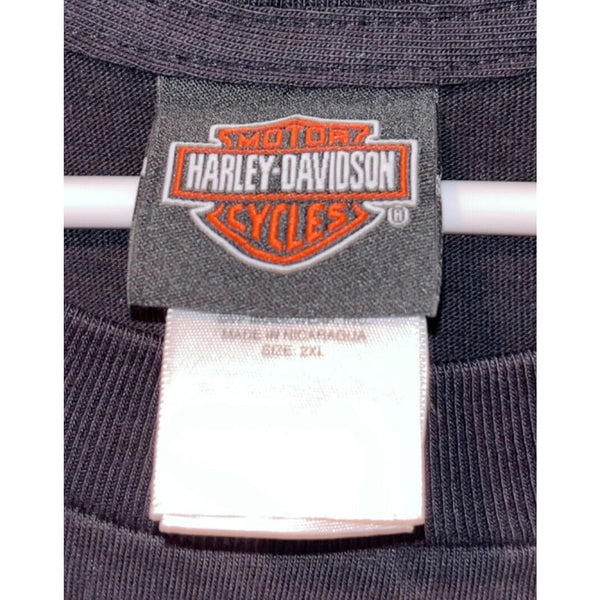 MOTOR
HARLEY-DAVIDSON
CYCLES
®
MADE IN NICARAGUA
SIZE: 2XL